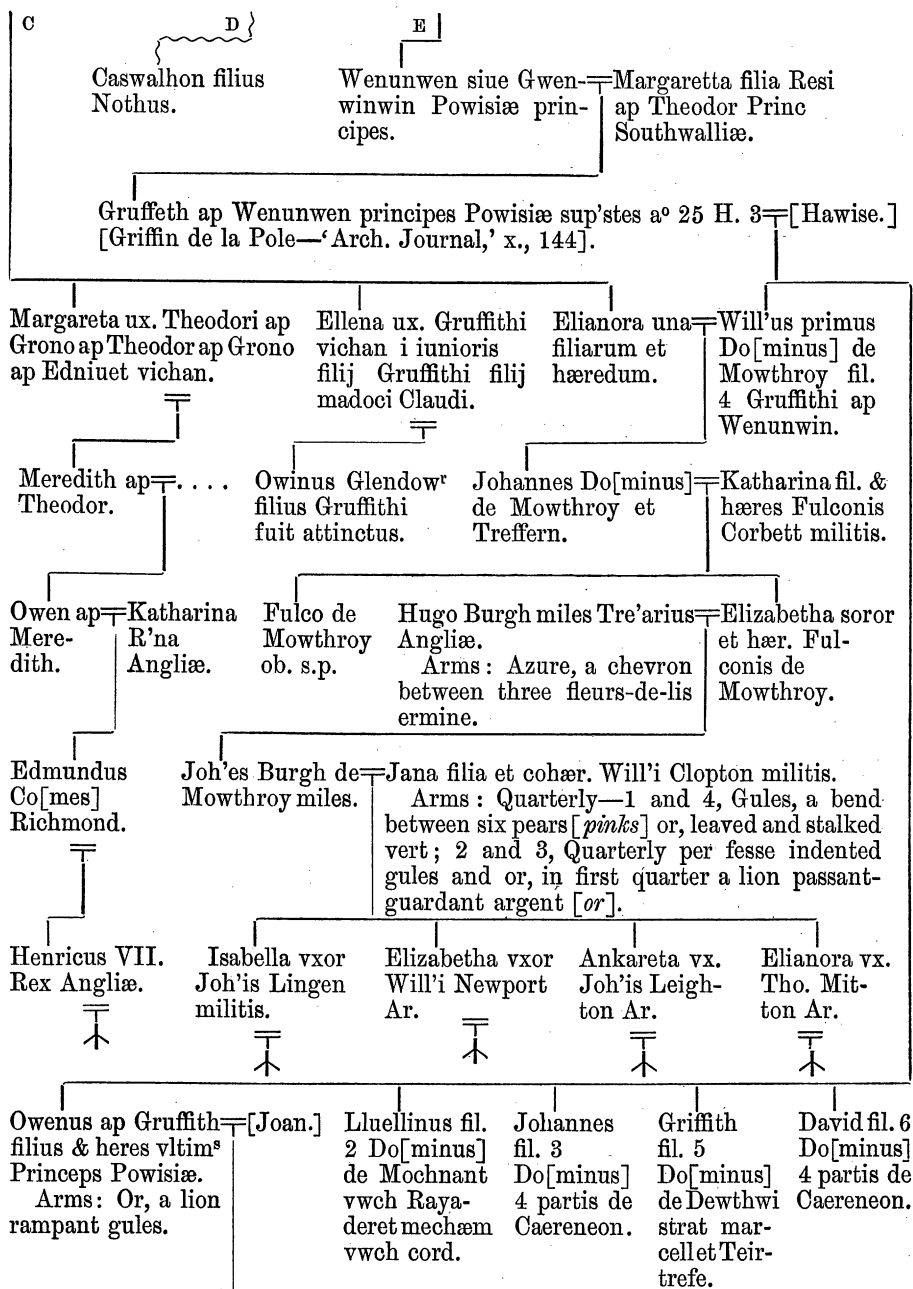 C D E
Caswalhon filius
Nothus.
Wenunwen siue Gwen-
winwin Powisiæ prin-
cipes.
Margaretta filia Resi
ap Theodor Princ
Southwalliæ.
Gruffeth ap Wenunwen principes Powisiæ sup'stes aº 25 H. 3
[Griffin de la Pole—‘Arch. Journal,’ x., 144].
[Hawise.]
Margareta ux. Theodori ap
Grono ap Theodor ap Grono
ap Edniuet vichan.
Ellena ux. Gruffithi
vichan i iunioris
filij Gruffithi filij
madoci Claudi.
Elianora una
filiarum et
hæredum.
Will'us primus
Do[minus] de
Mowthroy fil.
4 Gruffithi ap
Wenunwin.
Meredith ap
Theodor.
. . . .
Owinus Glendowʳ
filius Gruffithi
fuit attinctus.
Johannes Do[minus]
de Mowthroy et
Treffern.
Katharina fil. &
hæres Fulconis
Corbett militis.
Owen ap
Mere-
dith.
Katharina
R'na
Angliæ.
Fulco de
Mowthroy
ob. s.p.
Hugo Burgh miles Tre'arius
Angliæ.
Arms: Azure, a chevron
between three fleurs-de-lis
ermine.
Elizabetha soror
et hær. Ful-
conis de
Mowthroy.
Edmundus
Co[mes]
Richmond.
Joh'es Burgh de
Mowthroy miles.
Jana filia et cohær. Will'i Clopton militis.
Arms: Quarterly—1 and 4, Gules, a bend
between six pears [pinks] or, leaved and stalked
vert; 2 and 3, Quarterly per fesse indented
gules and or, in first quarter a lion passant-
guardant argent [or].
Henricus VII.
Rex Angliæ.
Isabella vxor
Joh'is Lingen
militis.
Elizabetha vxor
Will'i Newport
Ar.
Ankareta vx.
Joh'is Leigh-
ton Ar.
Elianora vx.
Tho. Mit-
ton Ar.
Owenus ap Gruffith
filius & heres vltimˢ
Princeps Powisiæ.
Arms: Or, a lion
rampant gules.
[Joan.]
Lluellinus fil.
2 Do[minus]
de Mochnant
vwch Raya-
der et mechæm
vwch cord.
Johannes
fil. 3
Do[minus]
4 partis de
Caereneon.
Griffith
fil. 5
Do[minus]
de Dewthwi
strat mar-
cell et Teir-
trefe.
David fil. 6
Do[minus]
4 partis de
Caereneon.